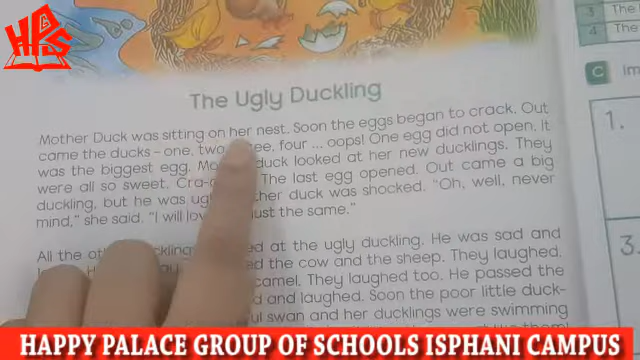 HPSS
The Ugly Duckling
Mother Duck was sitting on her nest. Soon the eggs began to crack. Out
came the ducks - one, two, three, four ... oops! One egg did not open. It
was the biggest egg. Mother duck looked at her new ducklings. They
were all so sweet. The last egg opened. Out came a big
duckling, but he was ugly. duck was shocked. "Oh, well, never
mind," she said. "I will just the same."
All the at the ugly duckling. He was sad and
the cow and the sheep. They laughed.
camel. They laughed too. He passed the
and laughed. Soon the poor little duck-
swan and her ducklings were swimming
3 The
4 The
C
1.
3.
HAPPY PALACE GROUP OF SCHOOLS ISPHANI CAMPUS